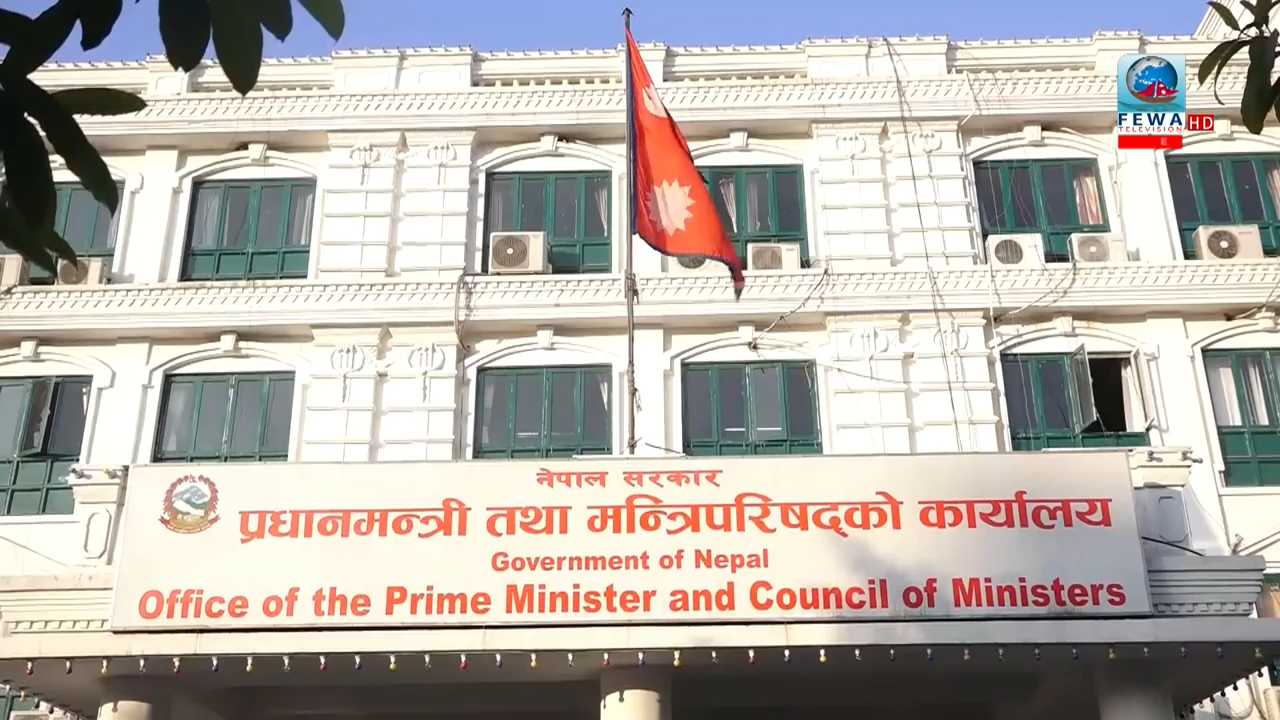 FEWA HD
TELEVISION
नेपाल सरकार
प्रधानमन्त्री तथा मन्त्रिपरिषद्को कार्यालय
Government of Nepal
Office of the Prime Minister and Council of Ministers